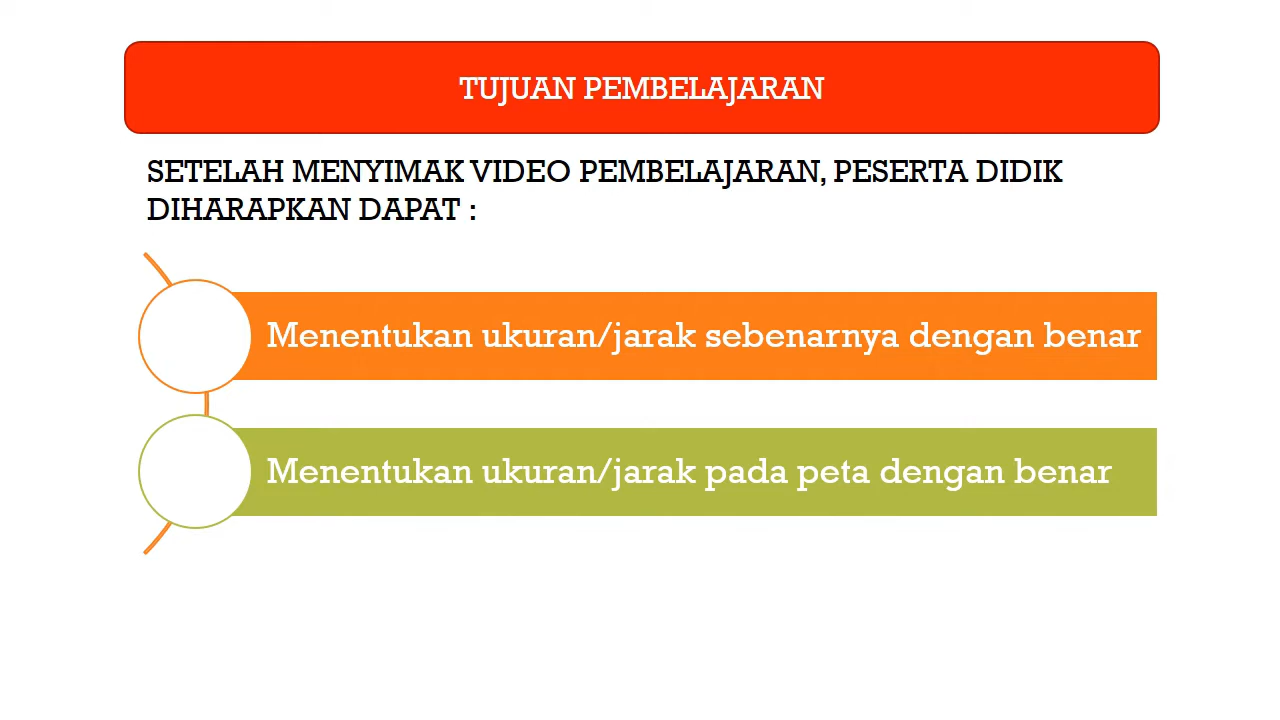 TUJUAN PEMBELAJARAN
SETELAH MENYIMAK VIDEO PEMBELAJARAN, PESERTA DIDIK
DIHARAPKAN DAPAT :
Menentukan ukuran/jarak sebenarnya dengan benar
Menentukan ukuran/jarak pada peta dengan benar